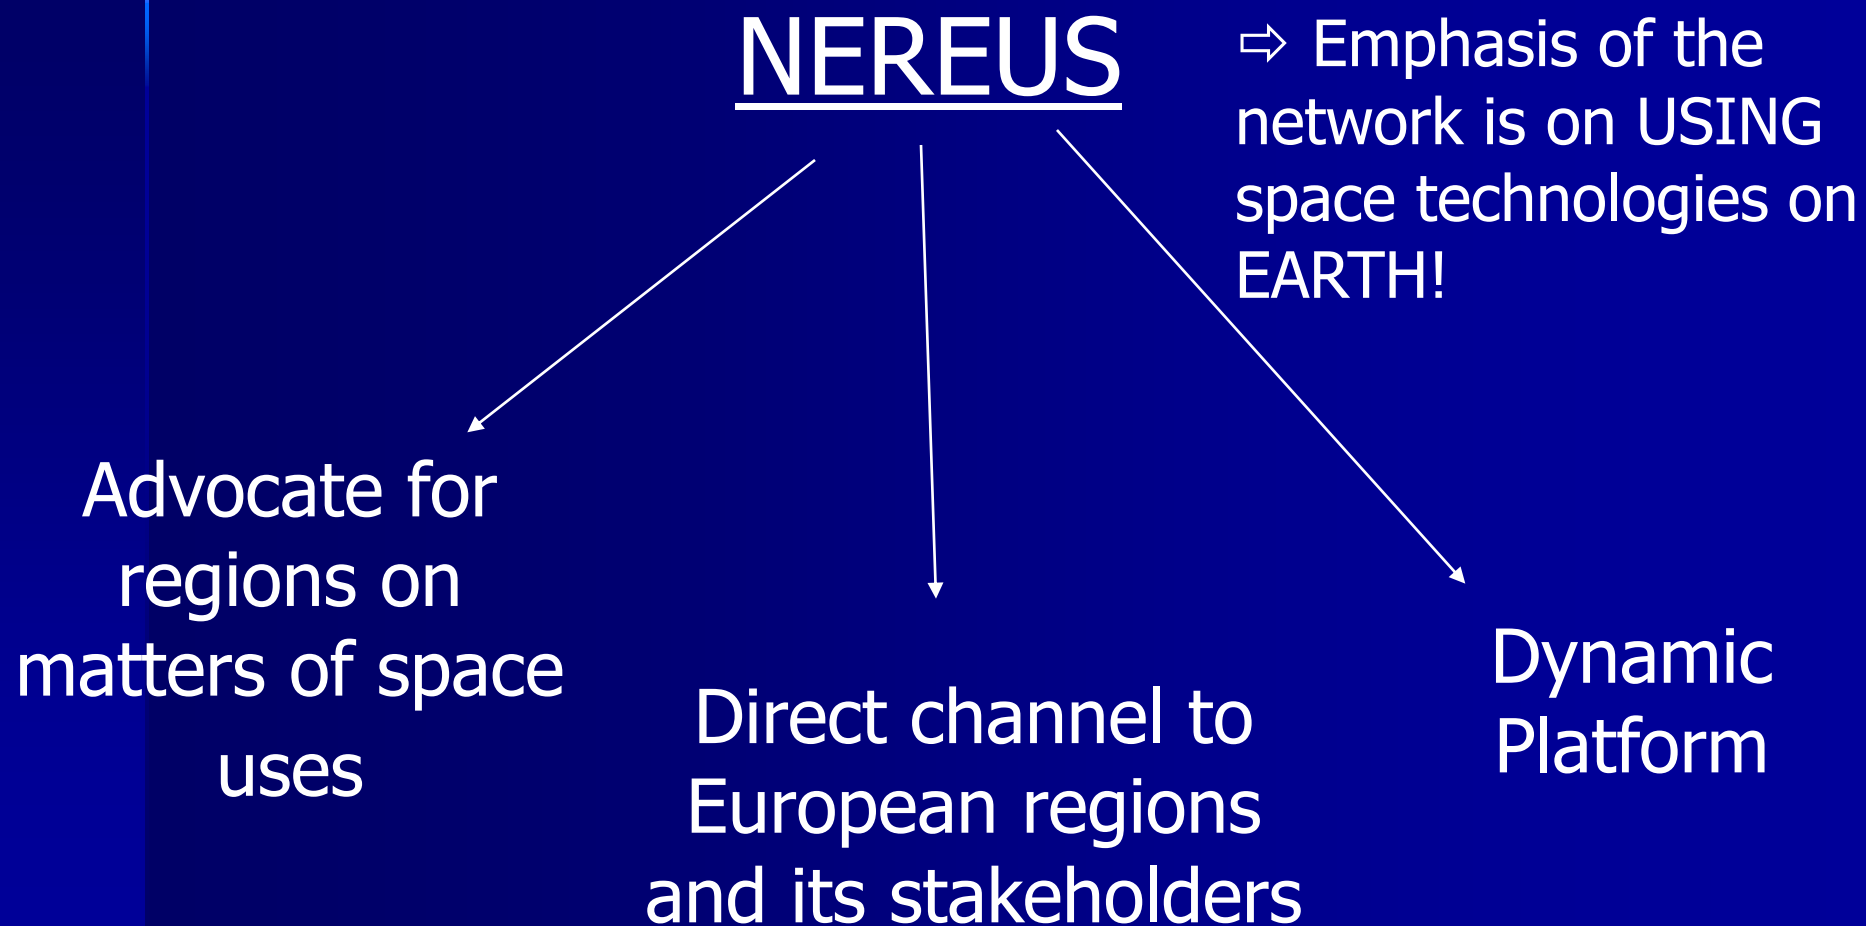 NEREUS
⇨ Emphasis of the
network is on USING
space technologies on
EARTH!
Advocate for
regions on
matters of space
uses
Direct channel to
European regions
and its stakeholders
Dynamic
Platform